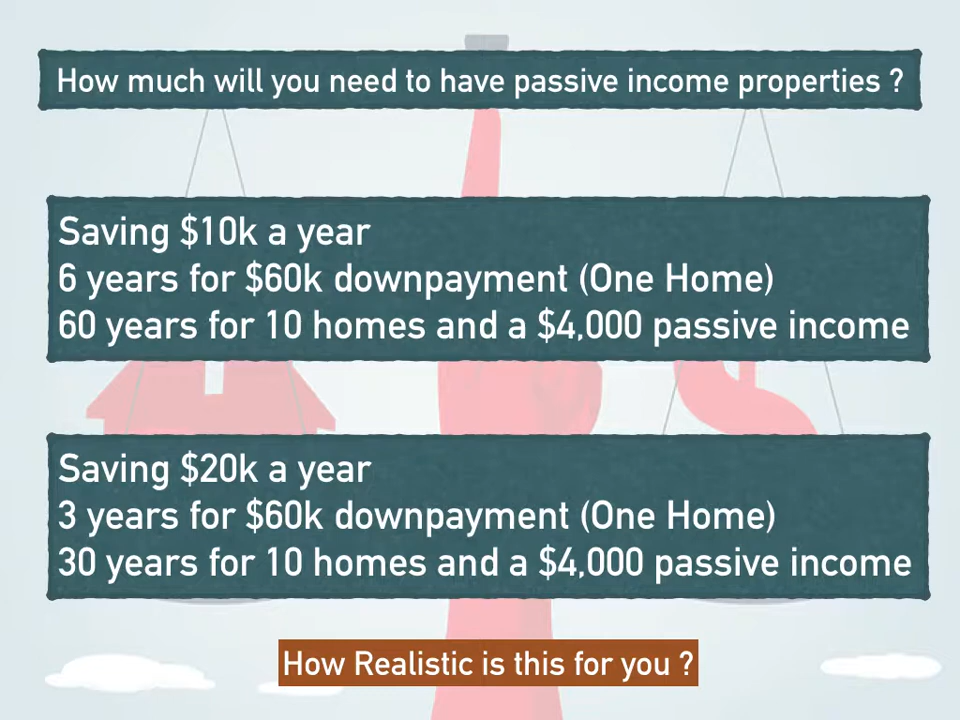 How much will you need to have passive income properties ?
Saving $10k a year
6 years for $60k downpayment (One Home)
60 years for 10 homes and a $4,000 passive income
Saving $20k a year
3 years for $60k downpayment (One Home)
30 years for 10 homes and a $4,000 passive income
How Realistic is this for you ?